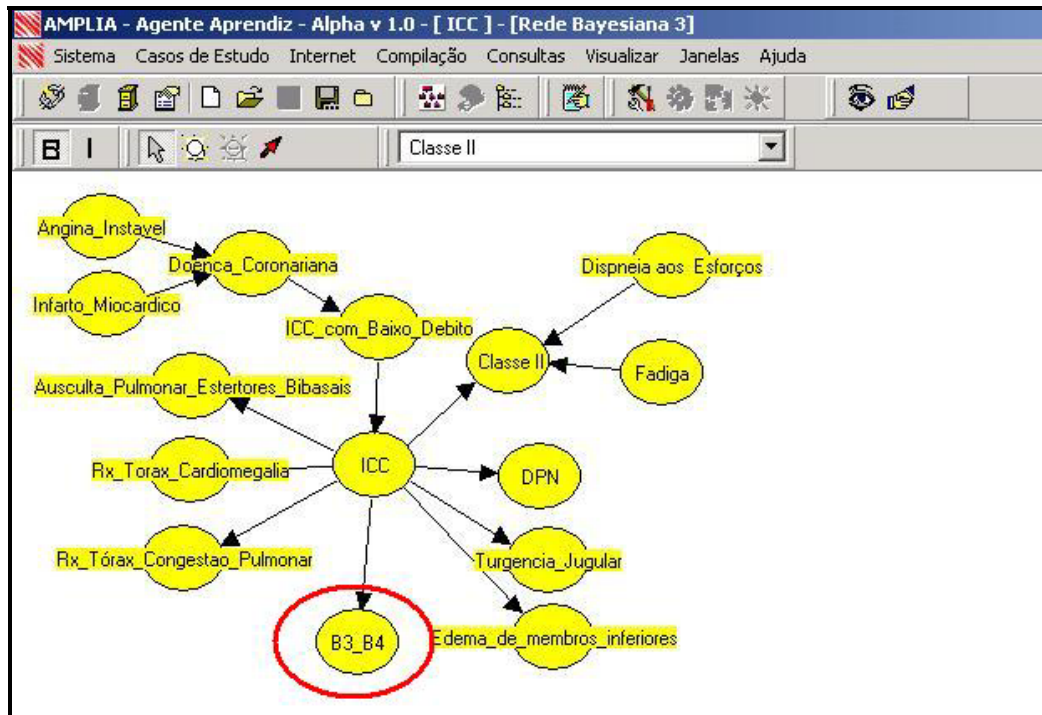 AMPLIA - Agente Aprendiz - Alpha v 1.0 - [ ICC ] - [Rede Bayesiana 3]
Sistema Casos de Estudo Internet Compilação Consultas Visualizar Janelas Ajuda
B I Classe II
Angina_Instavel
Doenca_Coronariana
Dispneia aos Esforços
Infarto_Miocardico
ICC_com_Baixo_Debito
Classe II
Fadiga
Ausculta_Pulmonar_Estertores_Bibasais
ICC
Rx_Torax_Cardiomegalia
DPN
Rx_Tórax_Congestao_Pulmonar
Turgencia_Jugular
B3_B4
Edema_de_membros_inferiores